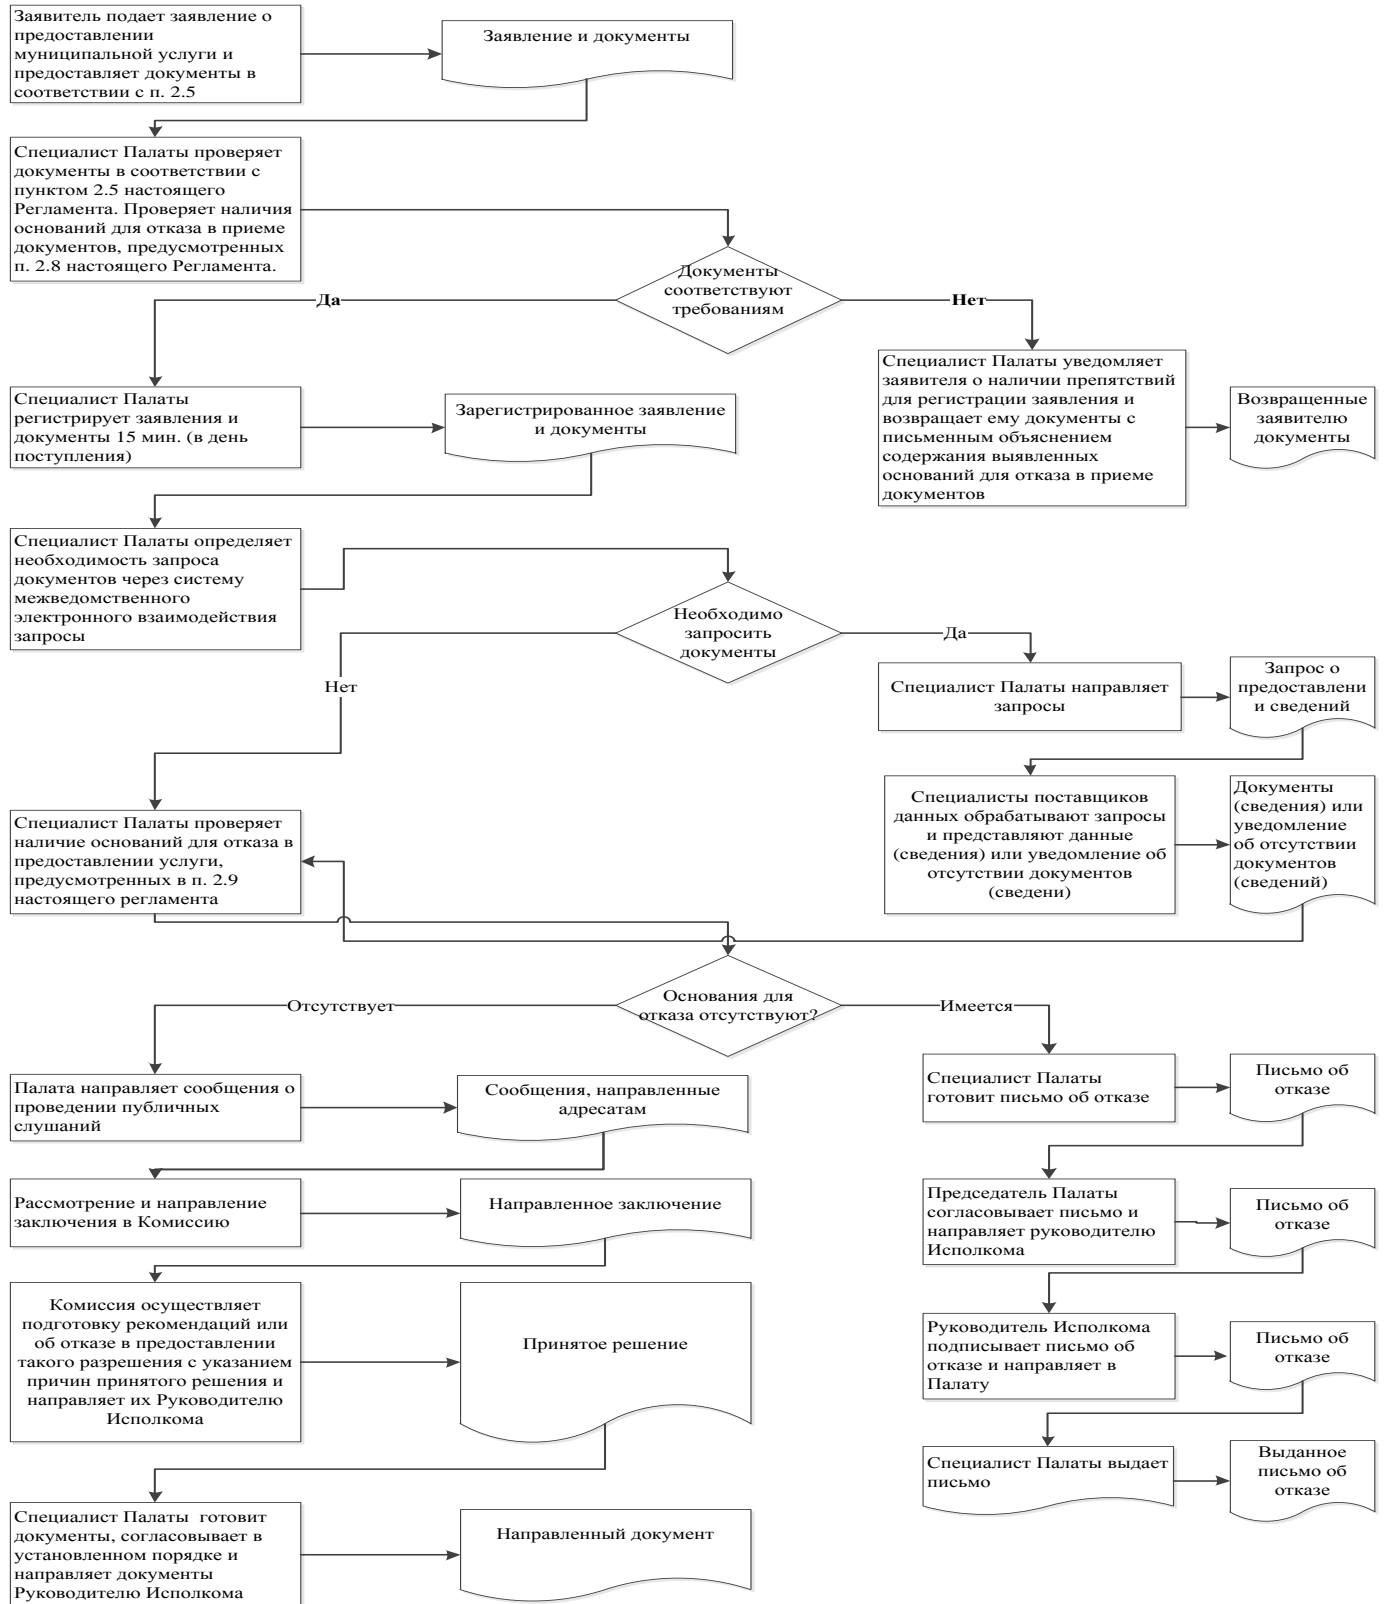 Заявитель подает заявление о
предоставлении
муниципальной услуги и
предоставляет документы в
соответствии с п. 2.5
Заявление и документы
Специалист Палаты проверяет
документы в соответствии с
пунктом 2.5 настоящего
Регламента. Проверяет наличия
оснований для отказа в приеме
документов, предусмотренных
п. 2.8 настоящего Регламента.
Документы
соответствуют
требованиям
Да
Нет
Специалист Палаты
регистрирует заявления и
документы 15 мин. (в день
поступления)
Зарегистрированное заявление
и документы
Специалист Палаты уведомляет
заявителя о наличии препятствий
для регистрации заявления и
возвращает ему документы с
письменным объяснением
содержания выявленных
оснований для отказа в приеме
документов
Возвращенные
заявителю
документы
Специалист Палаты определяет
необходимость запроса
документов через систему
межведомственного
электронного взаимодействия
запросы
Необходимо
запросить
документы
Да
Нет
Специалист Палаты направляет
запросы
Запрос о
предоставлени
и сведений
Специалисты поставщиков
данных обрабатывают запросы
и представляют данные
(сведения) или уведомление об
отсутствии документов
(сведени)
Документы
(сведения) или
уведомление
об отсутствии
документов
(сведений)
Специалист Палаты проверяет
наличие оснований для отказа в
предоставлении услуги,
предусмотренных в п. 2.9
настоящего регламента
Основания для
отказа отсутствуют?
Отсутствует
Имеется
Палата направляет сообщения о
проведении публичных
слушаний
Сообщения, направленные
адресатам
Специалист Палаты
готовит письмо об отказе
Письмо об
отказе
Рассмотрение и направление
заключения в Комиссию
Направленное заключение
Председатель Палаты
согласовывает письмо и
направляет руководителю
Исполкома
Письмо об
отказе
Комиссия осуществляет
подготовку рекомендаций или
об отказе в предоставлении
такого разрешения с указанием
причин принятого решения и
направляет их Руководителю
Исполкома
Принятое решение
Руководитель Исполкома
подписывает письмо об
отказе и направляет в
Палату
Письмо об
отказе
Специалист Палаты выдает
письмо
Выданное
письмо об
отказе
Специалист Палаты  готовит
документы, согласовывает в
установленном порядке и
направляет документы
Руководителю Исполкома
Направленный документ